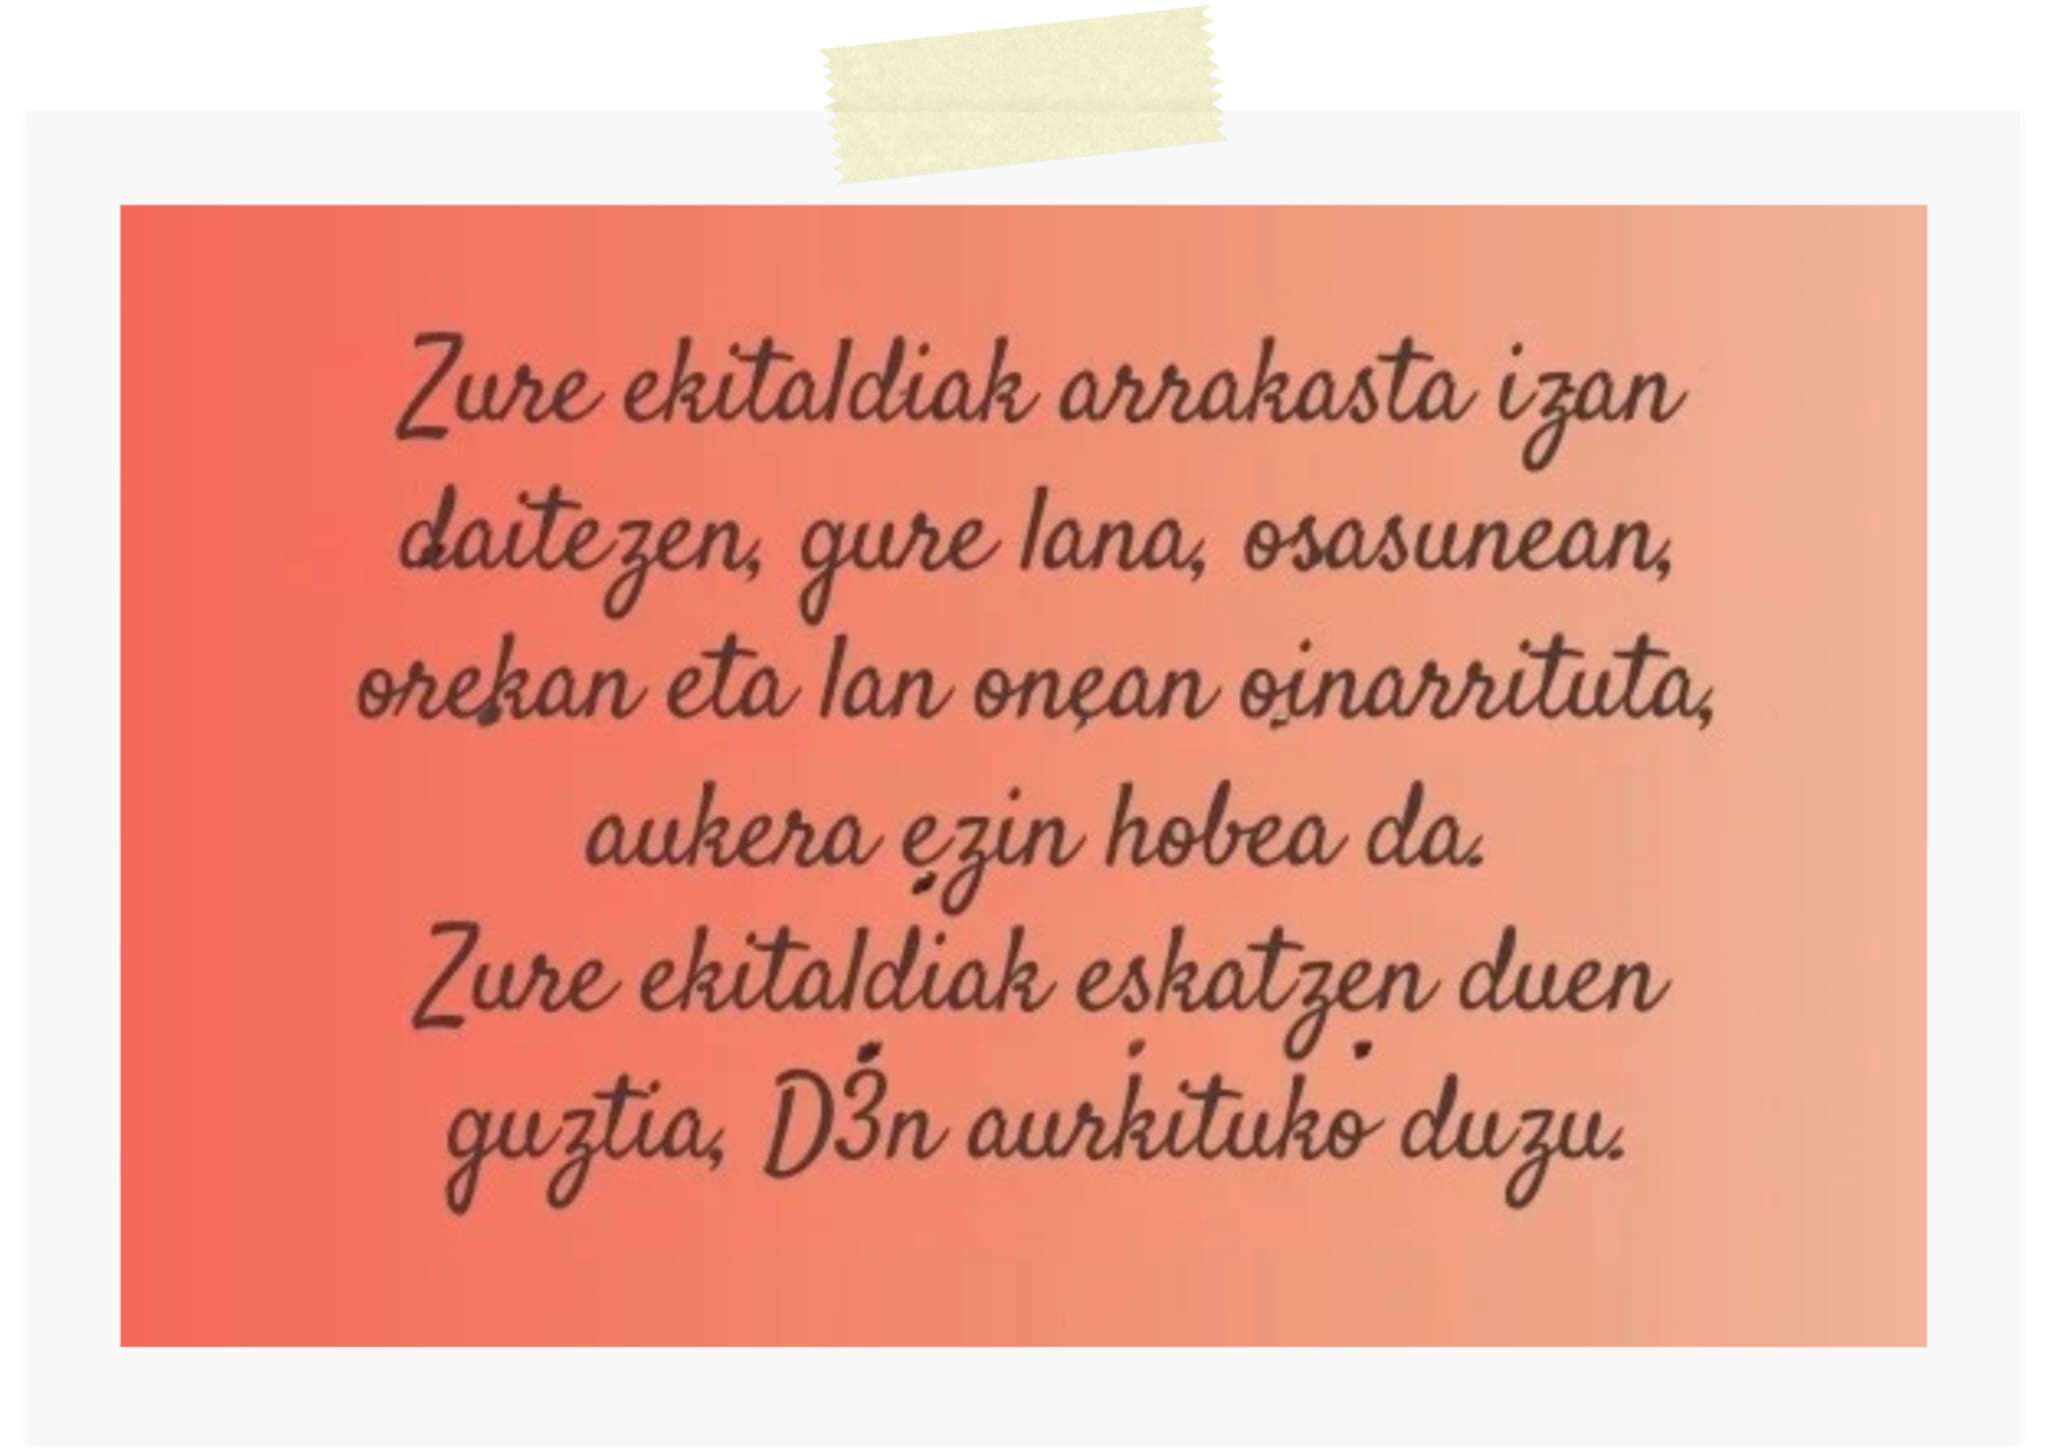 Zure ekitaldiak arrakasta izan
daitezen, gure lana, osasunean,
orekan eta lan onean oinarrituta,
aukera ezin hobea da.
Zure ekitaldiak eskatzen duen
guztia, D3n aurkituko duzu.